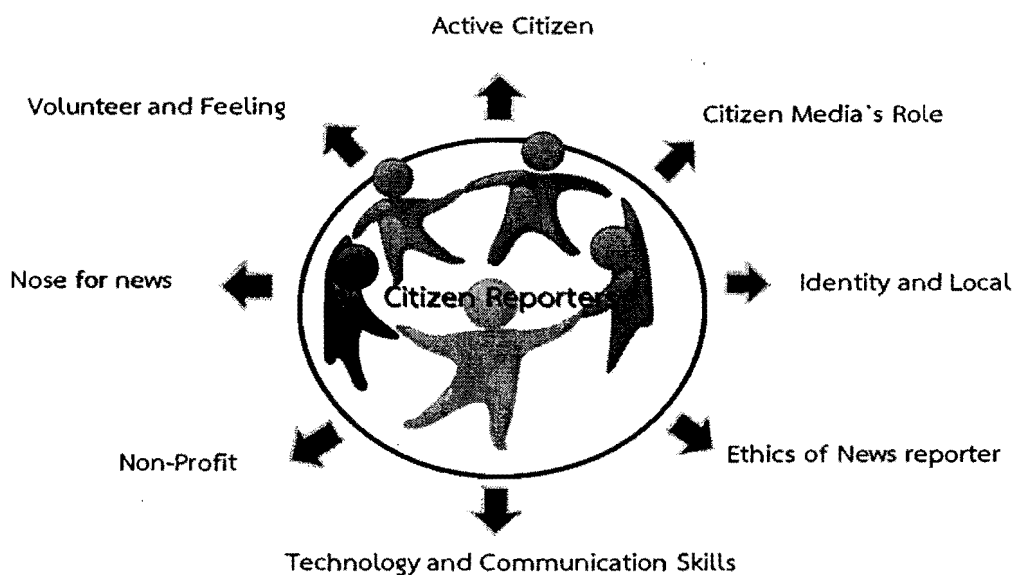 Active Citizen
Volunteer and Feeling
Citizen Media`s Role
Nose for news
Citizen Reporters
Identity and Local
Non-Profit
Ethics of News reporter
Technology and Communication Skills